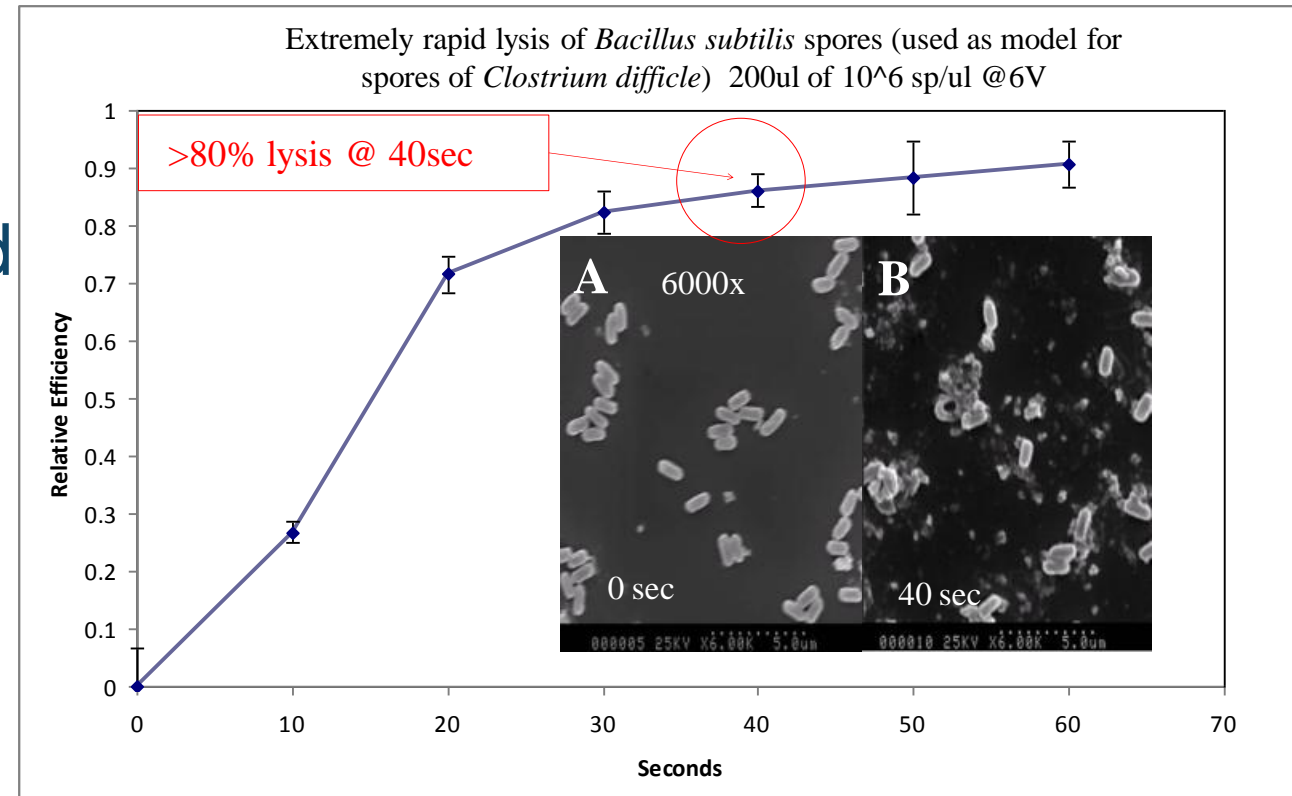 Extremely rapid lysis of Bacillus subtilis spores (used as model for
spores of Clostrium difficle) 200ul of 10^6 sp/ul @6V
d
>80% lysis @ 40sec
Relative Efficiency
1
0.9
0.8
0.7
0.6
0.5
0.4
0.3
0.2
0.1
0
A
6000x
0 sec
000005 25KV X6.00K 5.0um
B
40 sec
000010 25KV X6.00K 5.0um
0 10 20 30 40 50 60 70
Seconds